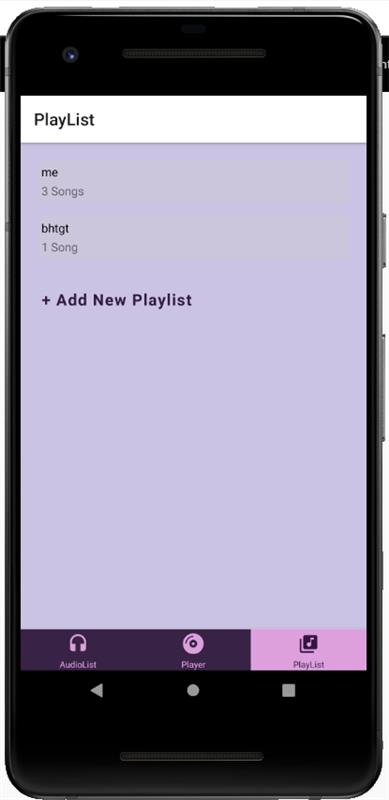 PlayList
me
3 Songs
bhtgt
1 Song
+ Add New Playlist
AudioList
Player
PlayList